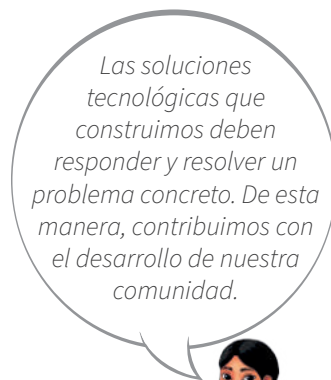 Las soluciones
tecnológicas que
construimos deben
responder y resolver un
problema concreto. De esta
manera, contribuimos con
el desarrollo de nuestra
comunidad.